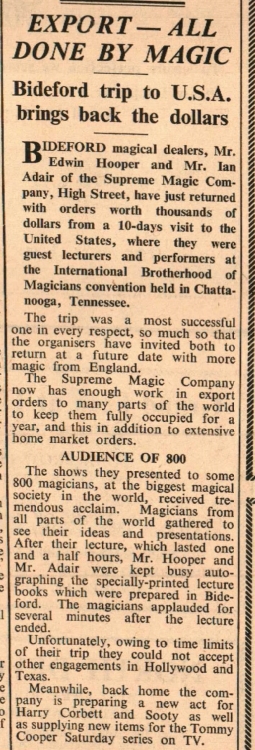 EXPORT — ALL
DONE BY MAGIC
Bideford trip to U.S.A.
brings back the dollars
BIDEFORD magical dealers, Mr.
Edwin Hooper and Mr. Ian
Adair of the Supreme Magic Com-
pany, High Street, have just returned
with orders worth thousands of
dollars from a 10-days visit to the
United States, where they were
guest lecturers and performers at
the International Brotherhood of
Magicians convention held in Chatta-
nooga, Tennessee.
The trip was a most successful
one in every respect, so much so that
the organisers have invited both to
return at a future date with more
magic from England.
The Supreme Magic Company
now has enough work in export
orders to many parts of the world
to keep them fully occupied for a
year, and this in addition to extensive
home market orders.
AUDIENCE OF 800
The shows they presented to some
800 magicians, at the biggest magical
society in the world, received tre-
mendous acclaim. Magicians from
all parts of the world gathered to
see their ideas and presentations.
After their lecture, which lasted one
and a half hours, Mr. Hooper and
Mr. Adair were kept busy auto-
graphing the specially-printed lecture
books which were prepared in Bide-
ford. The magicians applauded for
several minutes after the lecture
ended.
Unfortunately, owing to time limits
of their trip they could not accept
other engagements in Hollywood and
Texas.
Meanwhile, back home the com-
pany is preparing a new act for
Harry Corbett and Sooty as well
as supplying new items for the Tommy
Cooper Saturday series on TV.